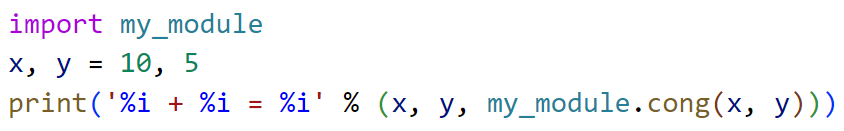 import my_module
x, y = 10, 5
print('%i + %i = %i' % (x, y, my_module.cong(x, y)))